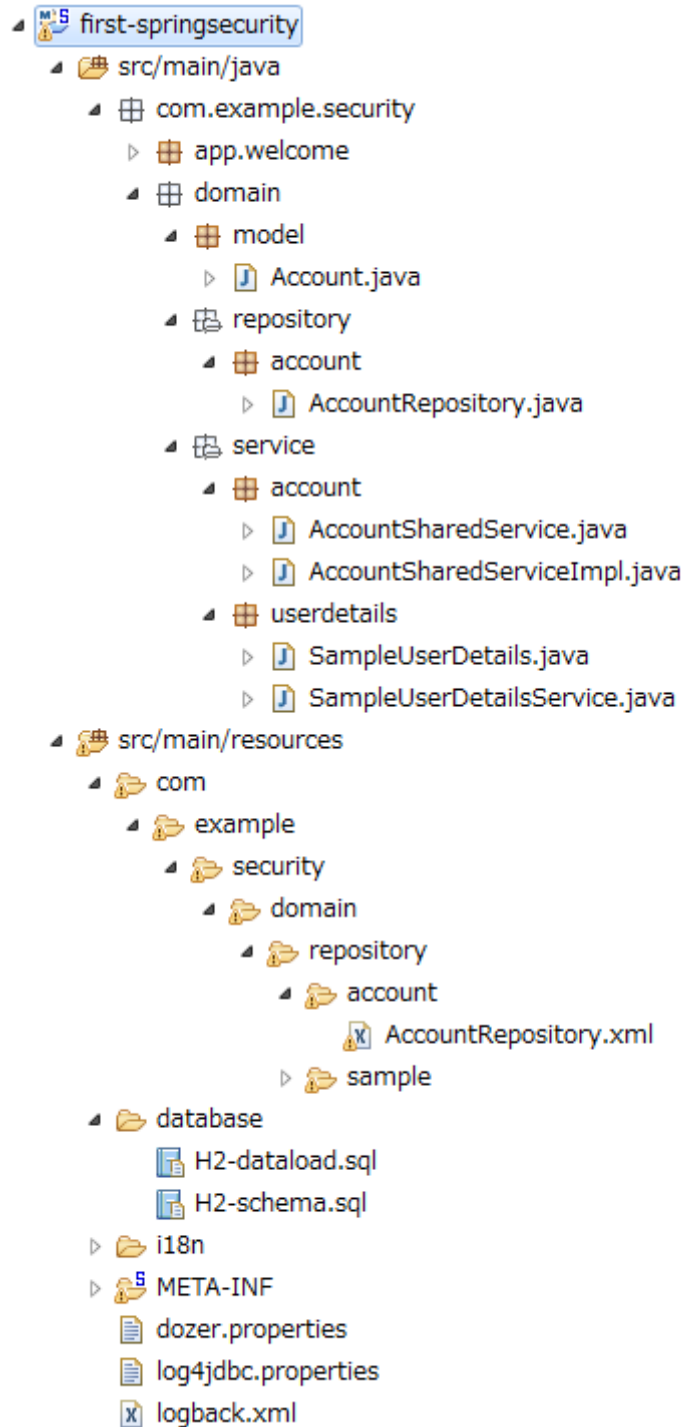 first-springsecurity
src/main/java
com.example.security
app.welcome
domain
model
Account.java
repository
account
AccountRepository.java
service
account
AccountSharedService.java
AccountSharedServiceImpl.java
userdetails
SampleUserDetails.java
SampleUserDetailsService.java
src/main/resources
com
example
security
domain
repository
account
AccountRepository.xml
sample
database
H2-dataload.sql
H2-schema.sql
i18n
META-INF
dozer.properties
log4jdbc.properties
logback.xml